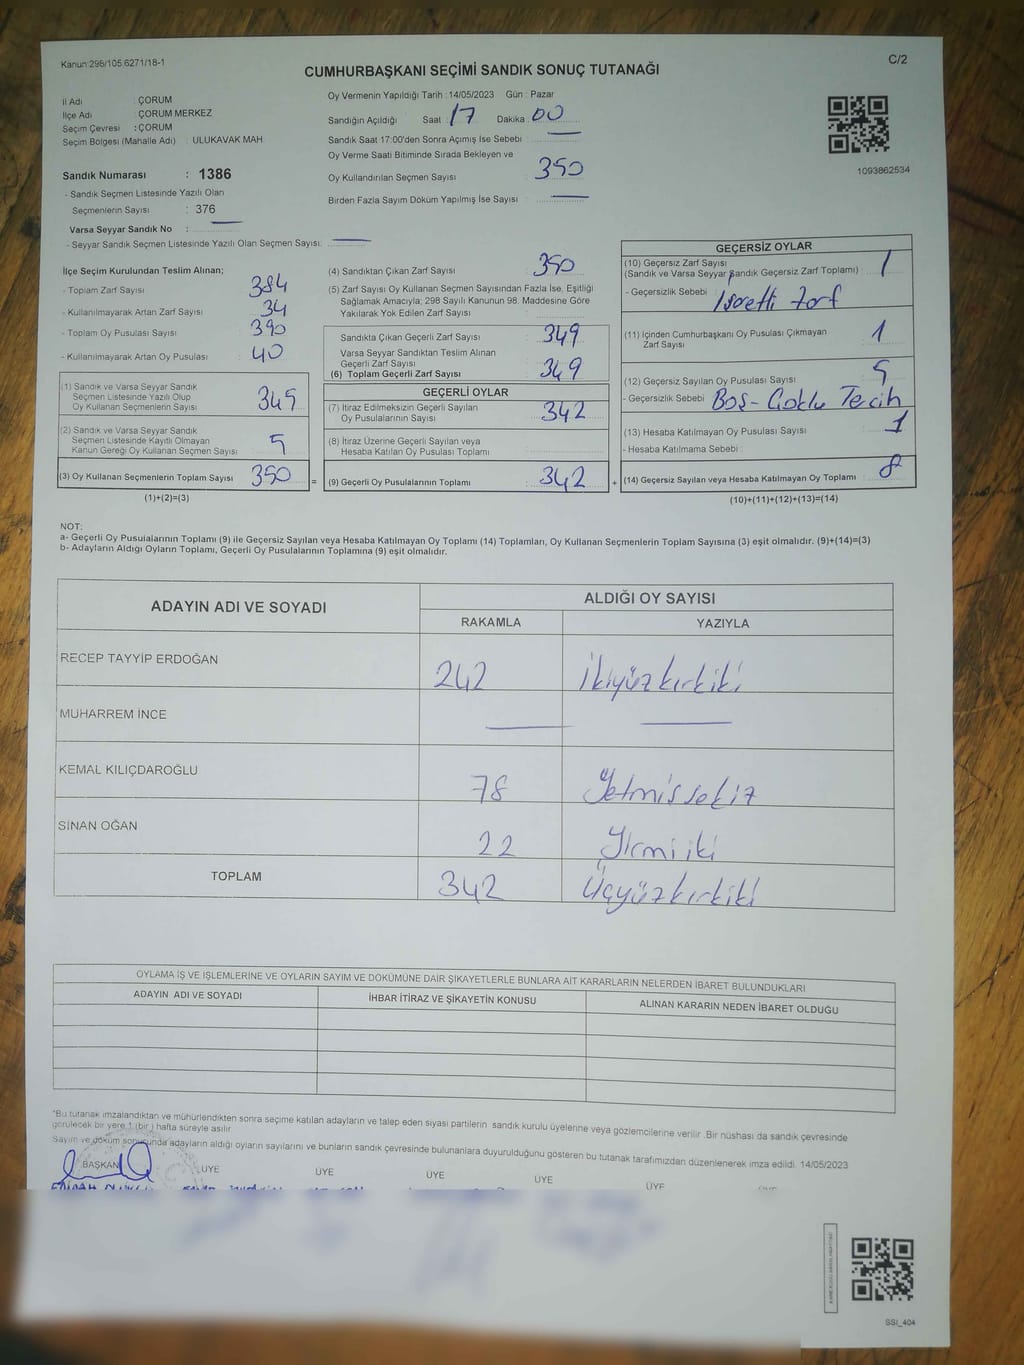 Kanun:298/105.6271/18-1
C/2
CUMHURBAŞKANI SEÇİMİ SANDIK SONUÇ TUTANAĞI
İl Adı : ÇORUM
İlçe Adı : ÇORUM MERKEZ
Seçim Çevresi : ÇORUM
Seçim Bölgesi (Mahalle Adı) : ULUKAVAK MAH
Oy Vermenin Yapıldığı Tarih : 14/05/2023 Gün : Pazar
Sandığın Açıldığı Saat : 17 Dakika : 00
Sandık Saat 17:00'den Sonra Açımış İse Sebebi :
Oy Verme Saati Bitiminde Sırada Bekleyen ve
Oy Kullandırılan Seçmen Sayısı : 350
Birden Fazla Sayım Döküm Yapılmış İse Sayısı :
1093862534
Sandık Numarası : 1386
- Sandık Seçmen Listesinde Yazılı Olan
Seçmenlerin Sayısı : 376
Varsa Seyyar Sandık No :
- Seyyar Sandık Seçmen Listesinde Yazılı Olan Seçmen Sayısı:
İlçe Seçim Kurulundan Teslim Alınan;
- Toplam Zarf Sayısı : 384
- Kullanılmayarak Artan Zarf Sayısı : 34
- Toplam Oy Pusulası Sayısı : 390
- Kullanılmayarak Artan Oy Pusulası : 40
(1) Sandık ve Varsa Seyyar Sandık
Seçmen Listesinde Yazılı Olup
Oy Kullanan Seçmenlerin Sayısı : 345
(2) Sandık ve Varsa Seyyar Sandık
Seçmen Listesinde Kayıtlı Olmayan
Kanun Gereği Oy Kullanan Seçmen Sayısı : 5
(3) Oy Kullanan Seçmenlerin Toplam Sayısı : 350
(1)+(2)=(3)
(4) Sandıktan Çıkan Zarf Sayısı : 350
(5) Zarf Sayısı Oy Kullanan Seçmen Sayısından Fazla İse, Eşitliği
Sağlamak Amacıyla; 298 Sayılı Kanunun 98. Maddesine Göre
Yakılarak Yok Edilen Zarf Sayısı :
Sandıkta Çıkan Geçerli Zarf Sayısı : 349
Varsa Seyyar Sandıktan Teslim Alınan
Geçerli Zarf Sayısı :
(6) Toplam Geçerli Zarf Sayısı : 349
GEÇERLİ OYLAR
(7) İtiraz Edilmeksizin Geçerli Sayılan
Oy Pusulalarının Sayısı : 342
(8) İtiraz Üzerine Geçerli Sayılan veya
Hesaba Katılan Oy Pusulası Toplamı :
= (9) Geçerli Oy Pusulalarının Toplamı : 342 +
GEÇERSİZ OYLAR
(10) Geçersiz Zarf Sayısı
(Sandık ve Varsa Seyyar Sandık Geçersiz Zarf Toplamı) : 1
- Geçersizlik Sebebi : İşaretli Zarf
(11) İçinden Cumhurbaşkanı Oy Pusulası Çıkmayan
Zarf Sayısı : 1
(12) Geçersiz Sayılan Oy Pusulası Sayısı : 5
- Geçersizlik Sebebi : Boş - Çoklu Tecih
(13) Hesaba Katılmayan Oy Pusulası Sayısı : 1
- Hesaba Katılmama Sebebi :
(14) Geçersiz Sayılan veya Hesaba Katılmayan Oy Toplamı : 8
(10)+(11)+(12)+(13)=(14)
NOT:
a- Geçerli Oy Pusulalarının Toplamı (9) ile Geçersiz Sayılan veya Hesaba Katılmayan Oy Toplamı (14) Toplamları, Oy Kullanan Seçmenlerin Toplam Sayısına (3) eşit olmalıdır. (9)+(14)=(3)
b- Adayların Aldığı Oyların Toplamı, Geçerli Oy Pusulalarının Toplamına (9) eşit olmalıdır.
ADAYIN ADI VE SOYADI
ALDIĞI OY SAYISI
RAKAMLA YAZIYLA
RECEP TAYYİP ERDOĞAN 242 İkiyüzkırkiki
MUHARREM İNCE
KEMAL KILIÇDAROĞLU 78 Yetmişsekiz
SİNAN OĞAN 22 Yirmiiki
TOPLAM 342 Üçyüzkırkiki
OYLAMA İŞ VE İŞLEMLERİNE VE OYLARIN SAYIM VE DÖKÜMÜNE DAİR ŞİKAYETLERLE BUNLARA AİT KARARLARIN NELERDEN İBARET BULUNDUKLARI
ADAYIN ADI VE SOYADI İHBAR İTİRAZ VE ŞİKAYETİN KONUSU ALINAN KARARIN NEDEN İBARET OLDUĞU
*Bu tutanak imzalandıktan ve mühürlendikten sonra seçime katılan adayların ve talep eden siyasi partilerin sandık kurulu üyelerine veya gözlemcilerine verilir. Bir nüshası da sandık çevresinde
görülecek bir yere 1 (bir) hafta süreyle asılır.
Sayım ve döküm sonucunda adayların aldığı oyların sayılarını ve bunların sandık çevresinde bulunanlara duyurulduğunu gösteren bu tutanak tarafımızdan düzenlenerek imza edildi. 14/05/2023
BAŞKAN ÜYE ÜYE ÜYE ÜYE ÜYE
SSI_404